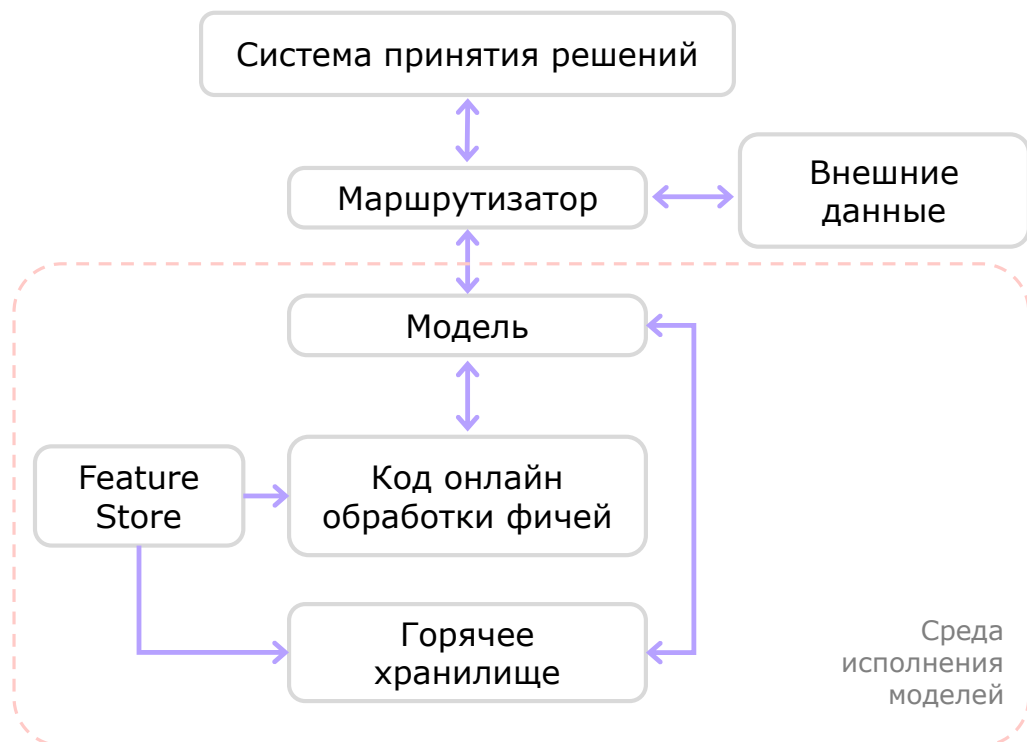 Система принятия решений
Маршрутизатор
Внешние
данные
Модель
Feature
Store
Код онлайн
обработки фичей
Горячее
хранилище
Среда
исполнения
моделей